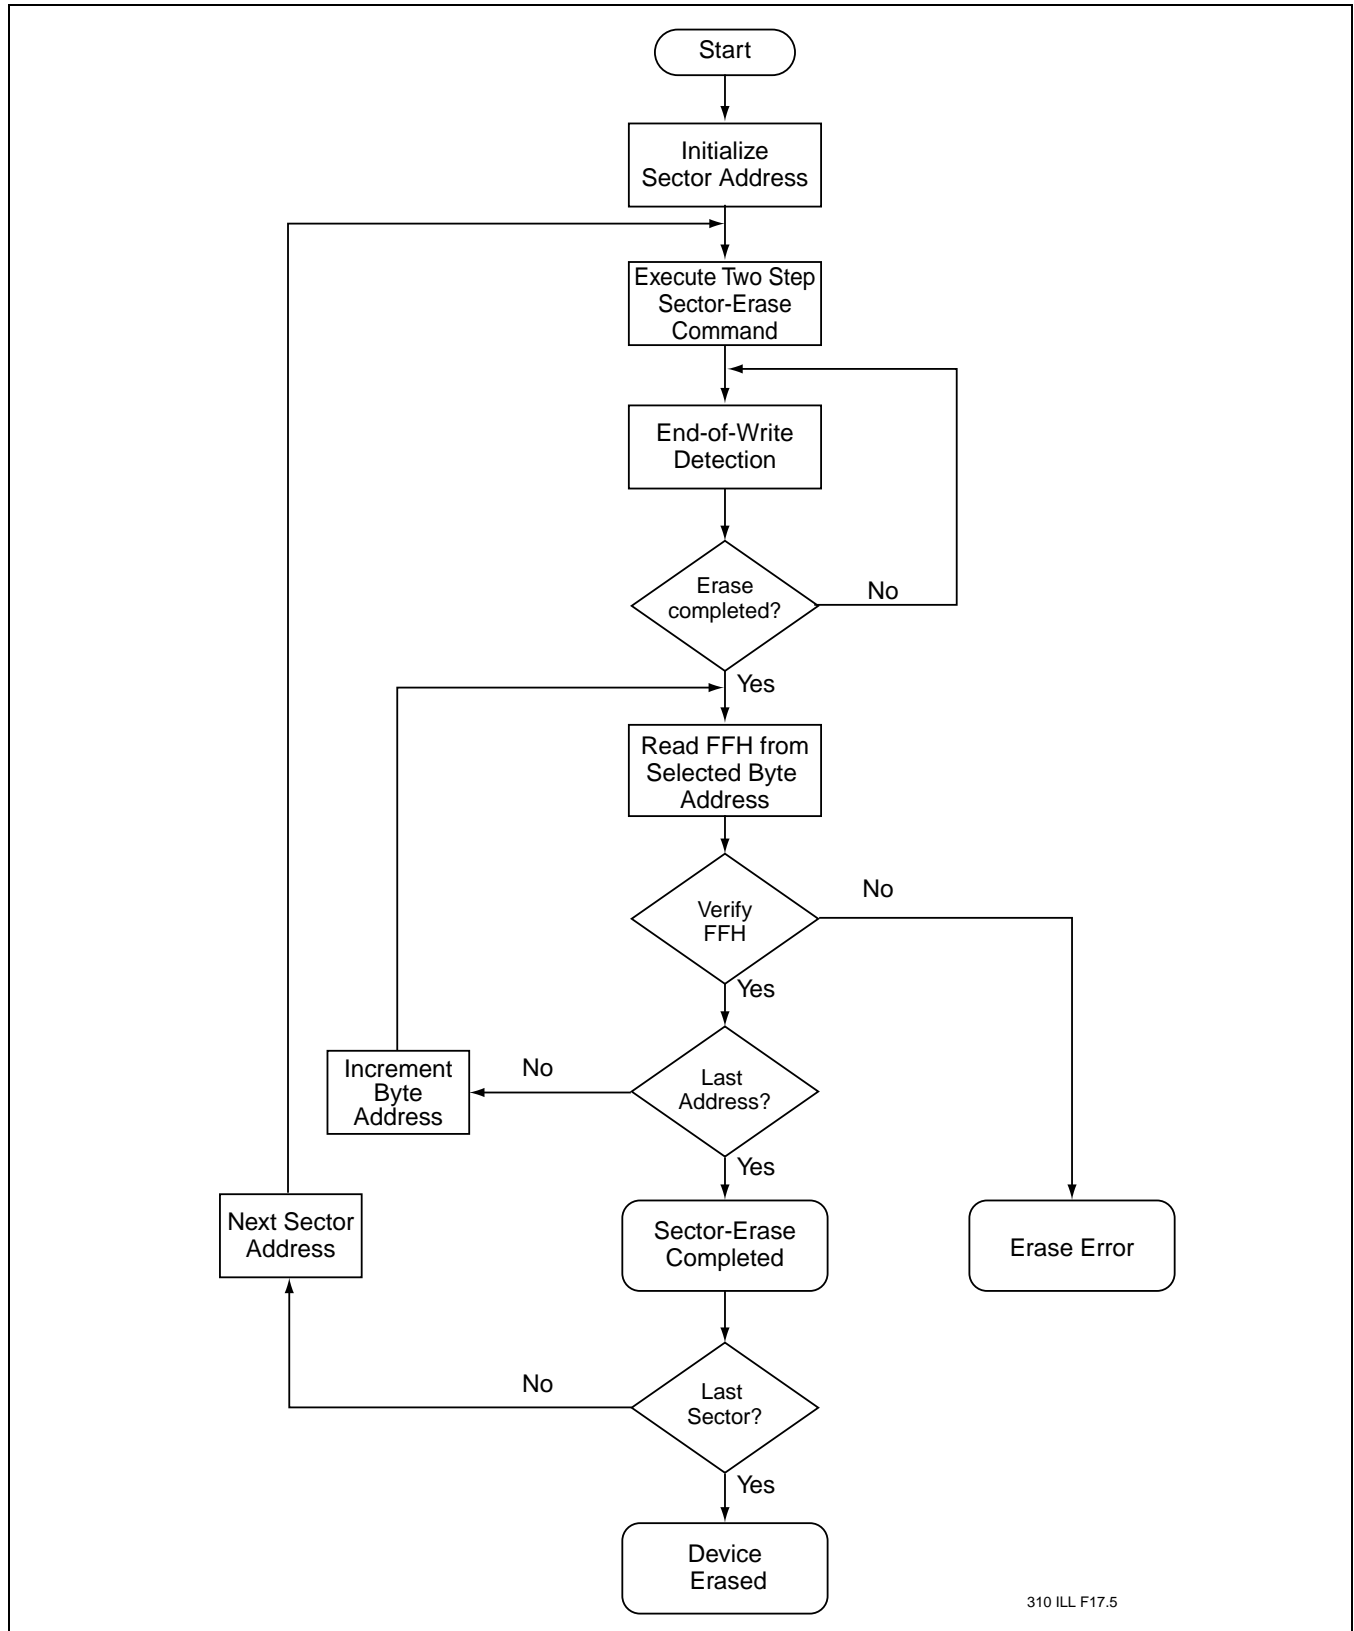 Start
Initialize
Sector Address
Execute Two Step
Sector-Erase
Command
End-of-Write
Detection
Erase
completed?
No
Yes
Read FFH from
Selected Byte
Address
No
Verify
FFH
Yes
Increment
Byte
Address
No
Last
Address?
Yes
Next Sector
Address
Sector-Erase
Completed
Erase Error
No
Last
Sector?
Yes
Device
Erased
310 ILL F17.5